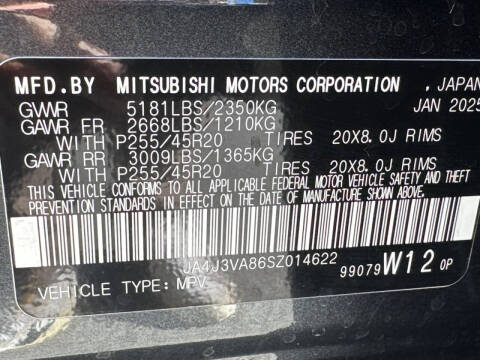 MFD.BY MITSUBISHI MOTORS CORPORATION , JAPAN
GVWR 5181LBS/2350KG JAN 2025
GAWR FR 2668LBS/1210KG
WITH P255/45R20 TIRES 20X8.0J RIMS
GAWR RR 3009LBS/1365KG
WITH P255/45R20 TIRES 20X8.0J RIMS
THIS VEHICLE CONFORMS TO ALL APPLICABLE FEDERAL MOTOR VEHICLE SAFETY AND THEFT
PREVENTION STANDARDS IN EFFECT ON THE DATE OF MANUFACTURE SHOWN ABOVE.
JA4J3VA86SZ014622
99079 W12 0P
VEHICLE TYPE: MPV